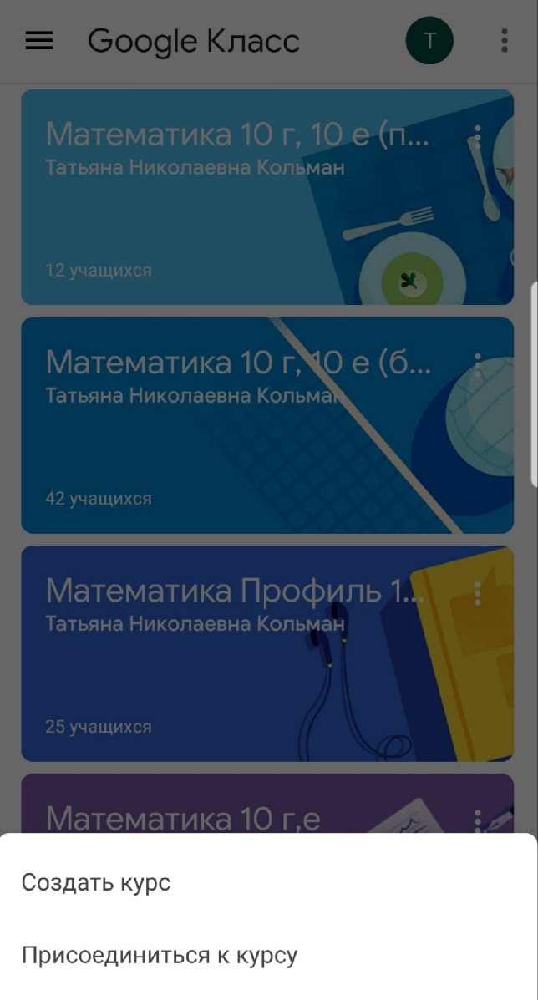 Google Класс
Т
Математика 10 г, 10 е (п...
Татьяна Николаевна Кольман
12 учащихся
Математика 10 г, 10 е (б...
Татьяна Николаевна Кольман
42 учащихся
Математика Профиль 1...
Татьяна Николаевна Кольман
25 учащихся
Математика 10 г,е
Создать курс
Присоединиться к курсу